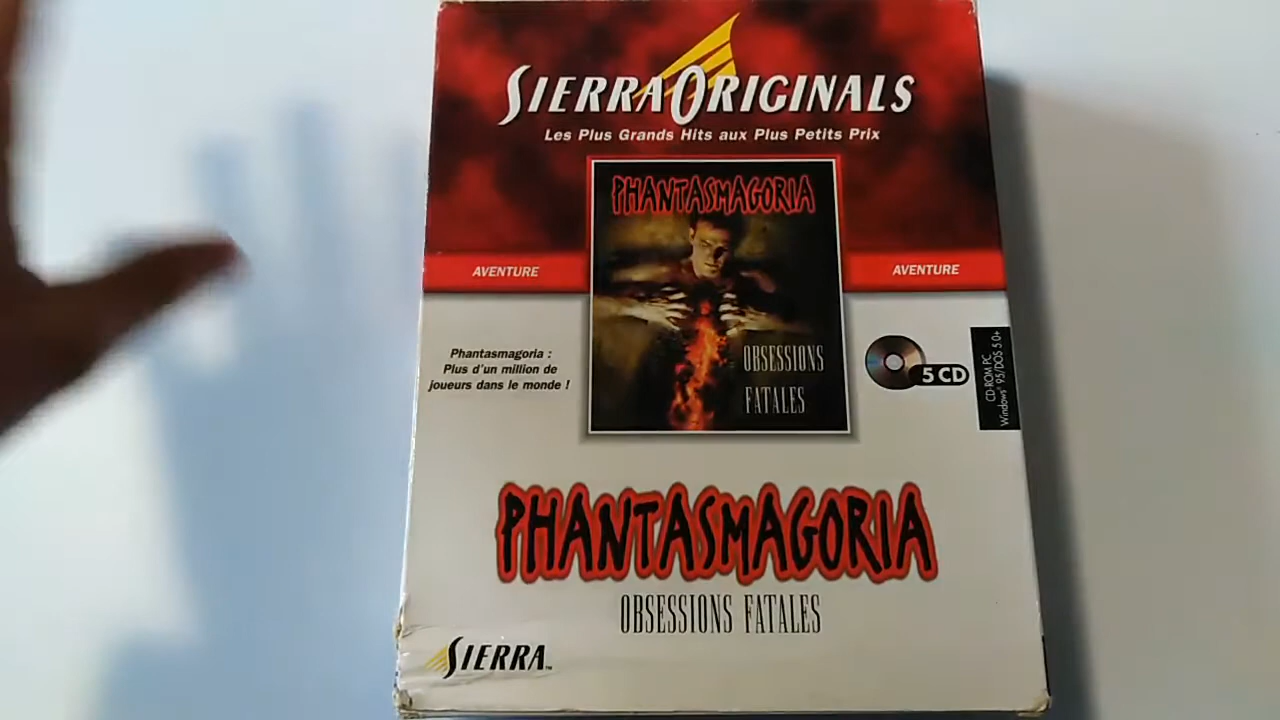 SIERRA ORIGINALS
Les Plus Grands Hits aux Plus Petits Prix
PHANTASMAGORIA
OBSESSIONS
FATALES
AVENTURE
AVENTURE
Phantasmagoria :
Plus d'un million de
joueurs dans le monde !
5 CD
CD-ROM PC
Windows® 95/DOS 5.0+
PHANTASMAGORIA
OBSESSIONS FATALES
SIERRA™